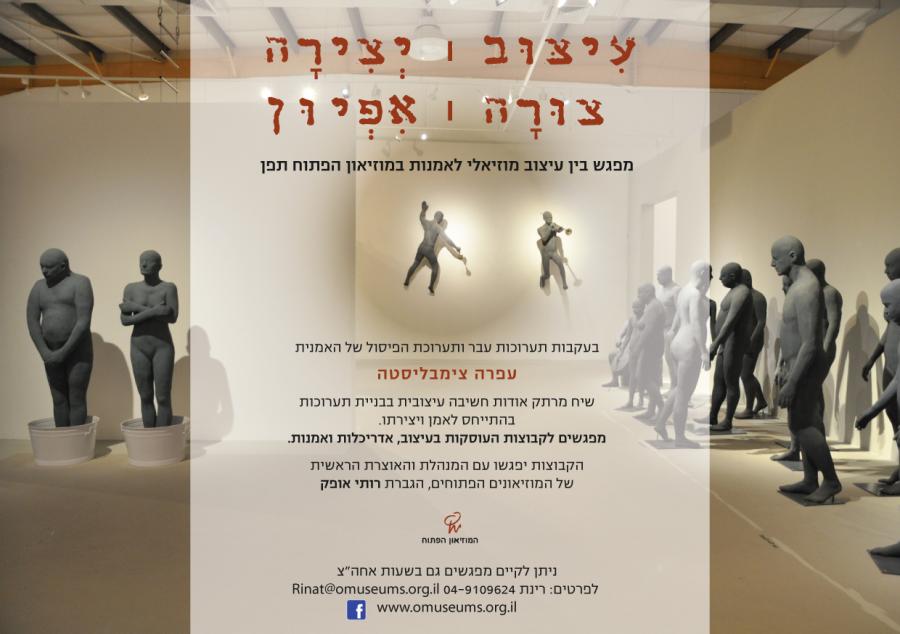 עִיצּוּב | יְצִירָה
צוּרָה | אִפְיוּן
מפגש בין עיצוב מוזיאלי לאמנות במוזיאון הפתוח תפן
בעקבות תערוכות עבר ותערוכת הפיסול של האמנית
עפרה צימבליסטה
שיח מרתק אודות חשיבה עיצובית בבניית תערוכות
בהתייחס לאמן ויצירתו.
מפגשים לקבוצות העוסקות בעיצוב, אדריכלות ואמנות.
הקבוצות יפגשו עם המנהלת והאוצרת הראשית
של המוזיאונים הפתוחים, הגברת רותי אופק
המוזיאון הפתוח
ניתן לקיים מפגשים גם בשעות אחה"צ
לפרטים: רינת 04-9109624 Rinat@omuseums.org.il
www.omuseums.org.il f